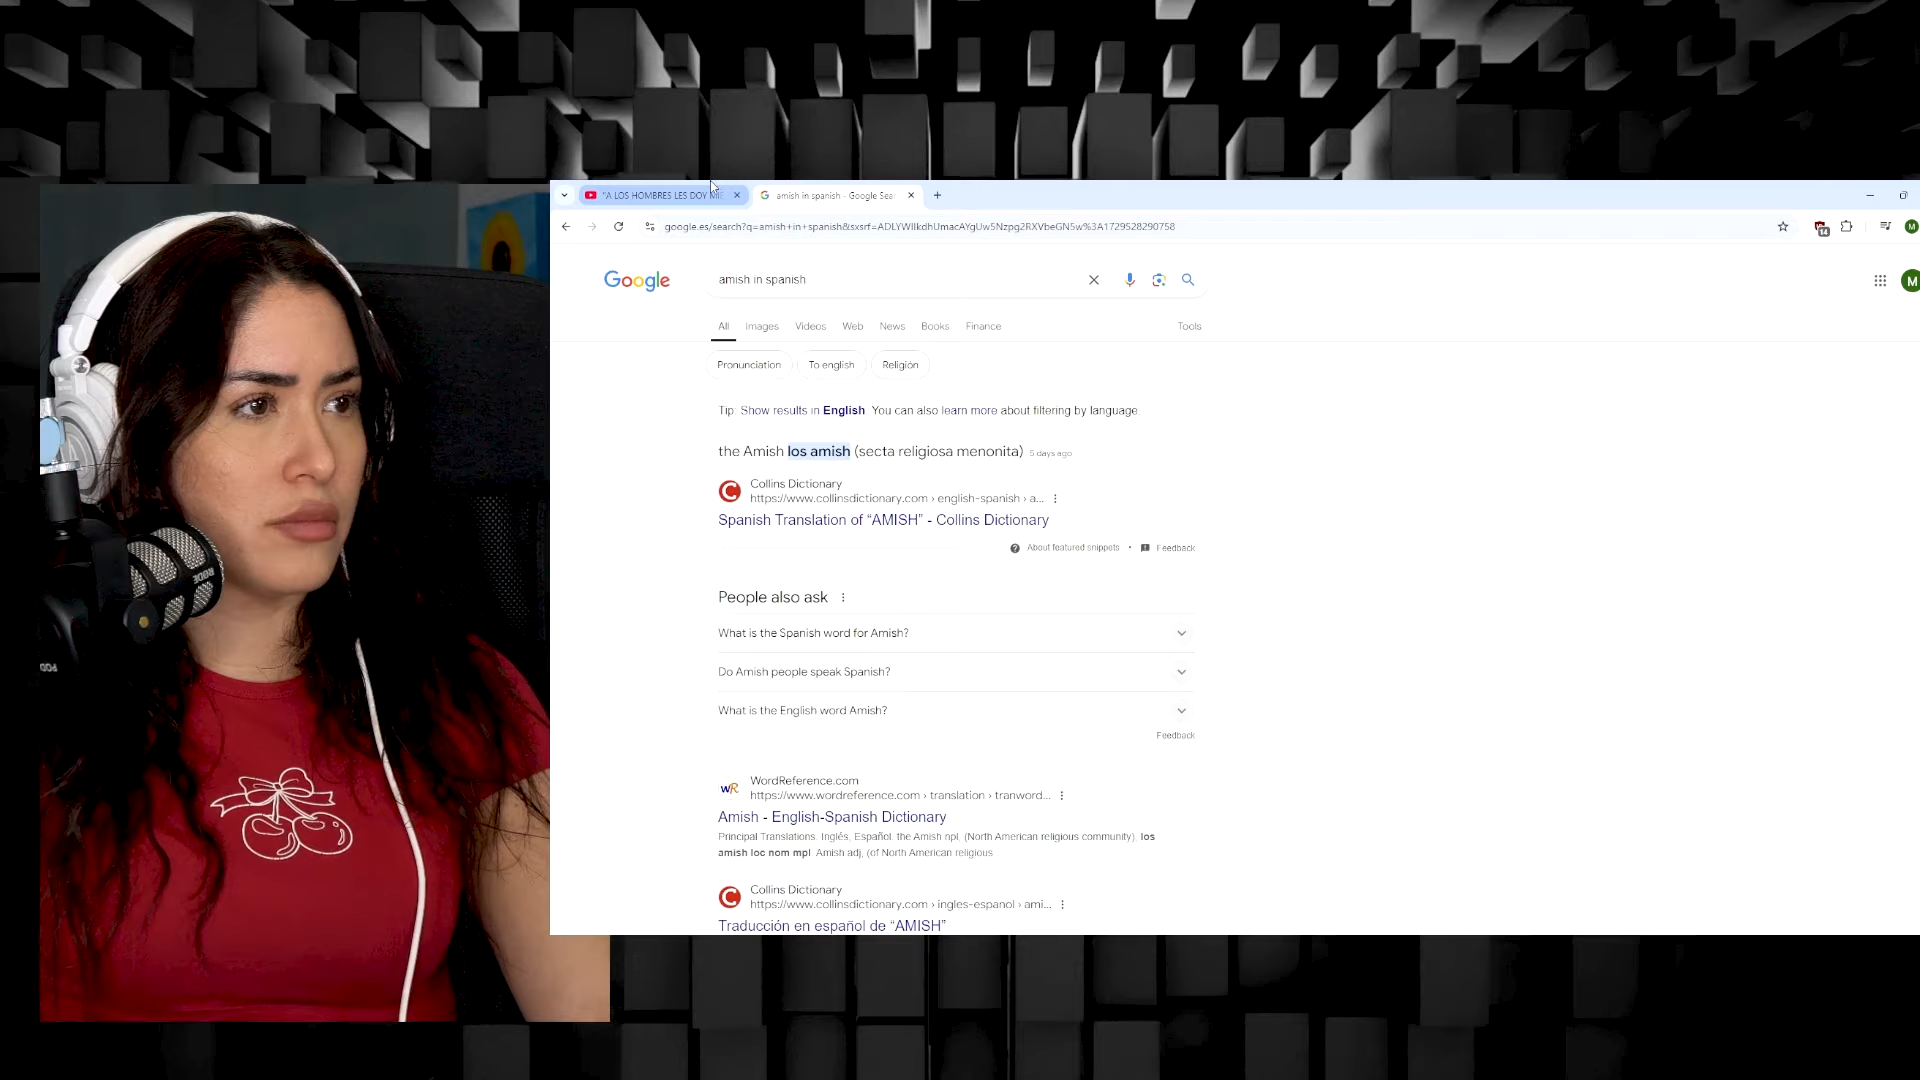 "A LOS HOMBRES LES DOY MIE
amish in spanish - Google Sea
google.es/search?q=amish+in+spanish&sxsrf=ADLYWIIkdhUmacAYgUw5Nzpg2RXVbeGN5w%3A1729528290758
14
M
Google
amish in spanish
M
All Images Videos Web News Books Finance Tools
Pronunciation To english Religión
Tip: Show results in English. You can also learn more about filtering by language
the Amish los amish (secta religiosa menonita) 5 days ago
Collins Dictionary
https://www.collinsdictionary.com › english-spanish › a...
Spanish Translation of “AMISH” - Collins Dictionary
About featured snippets • Feedback
People also ask
What is the Spanish word for Amish?
Do Amish people speak Spanish?
What is the English word Amish?
Feedback
WordReference.com
https://www.wordreference.com › translation › tranword...
Amish - English-Spanish Dictionary
Principal Translations. Inglés, Español. the Amish npl, (North American religious community), los
amish loc nom mpl. Amish adj, (of North American religious
Collins Dictionary
https://www.collinsdictionary.com › ingles-espanol › ami...
Traducción en español de “AMISH”
RØDE
POD